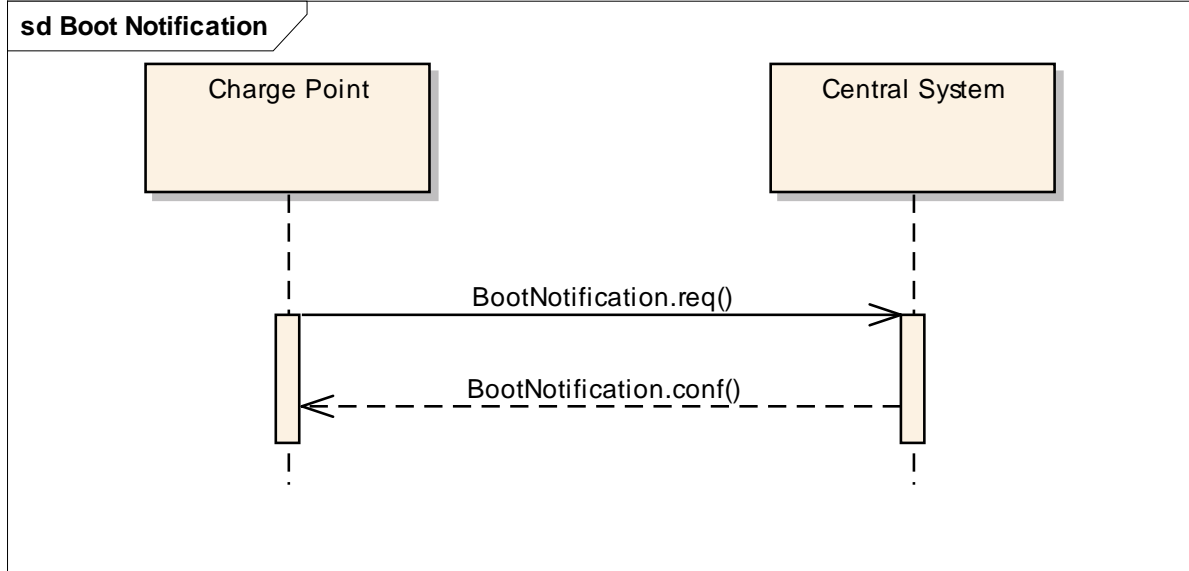 sd Boot Notification
Charge Point
Central System
BootNotification.req()
BootNotification.conf()